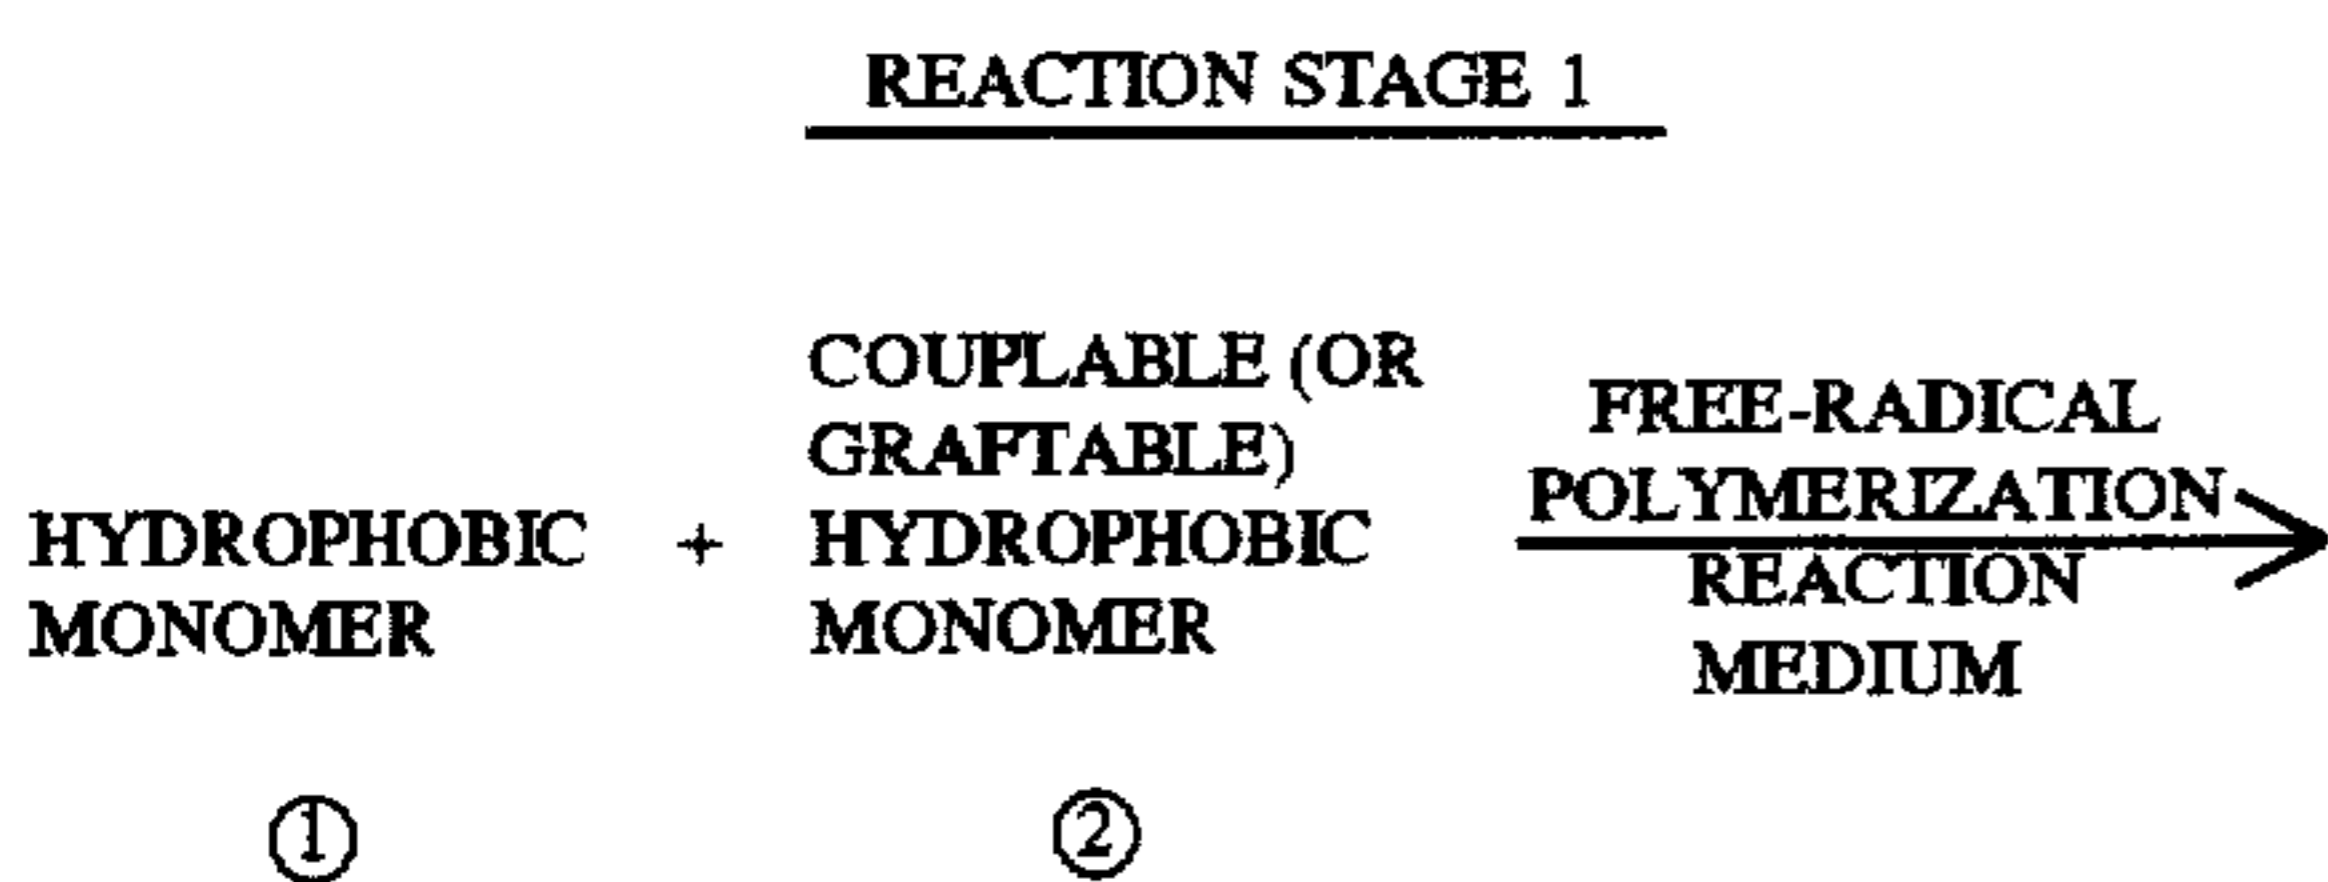 REACTION STAGE 1
HYDROPHOBIC
MONOMER
+
COUPLABLE (OR
GRAFTABLE)
HYDROPHOBIC
MONOMER
FREE-RADICAL
POLYMERIZATION
REACTION
MEDIUM
①
②